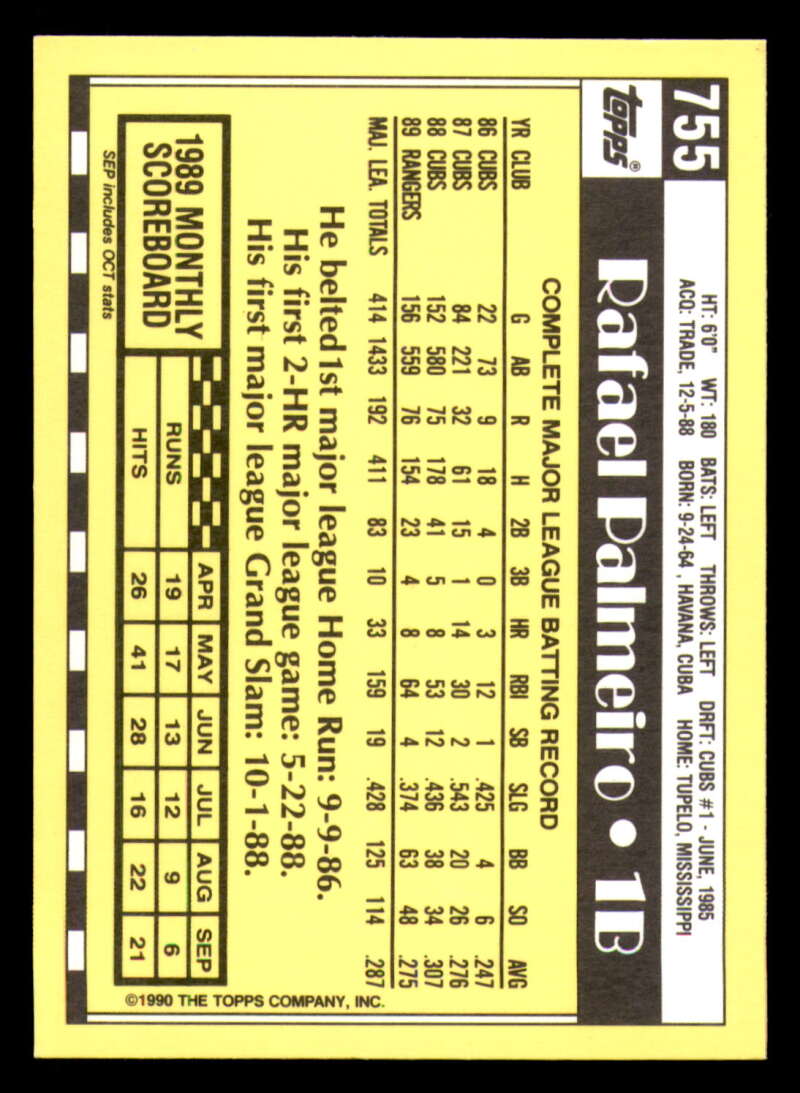 755
HT: 6'0" WT: 180 BATS: LEFT THROWS: LEFT DRFT: CUBS #1 - JUNE, 1985
ACQ: TRADE, 12-5-88 BORN: 9-24-64, HAVANA, CUBA HOME: TUPELO, MISSISSIPPI
topps®
Rafael Palmeiro • 1B
COMPLETE MAJOR LEAGUE BATTING RECORD
YR CLUB G AB R H 2B 3B HR RBI SB SLG BB SO AVG
86 CUBS 22 73 9 18 4 0 3 12 1 .425 4 6 .247
87 CUBS 84 221 32 61 15 1 14 30 2 .543 20 26 .276
88 CUBS 152 580 75 178 41 5 8 53 12 .436 38 34 .307
89 RANGERS 156 559 76 154 23 4 8 64 4 .374 63 48 .275
MAJ. LEA. TOTALS 414 1433 192 411 83 10 33 159 19 .428 125 114 .287
He belted 1st major league Home Run: 9-9-86.
His first 2-HR major league game: 5-22-88.
His first major league Grand Slam: 10-1-88.
1989 MONTHLY
SCOREBOARD
APR MAY JUN JUL AUG SEP
RUNS 19 17 13 12 9 6
HITS 26 41 28 16 22 21
SEP includes OCT stats
©1990 THE TOPPS COMPANY, INC.